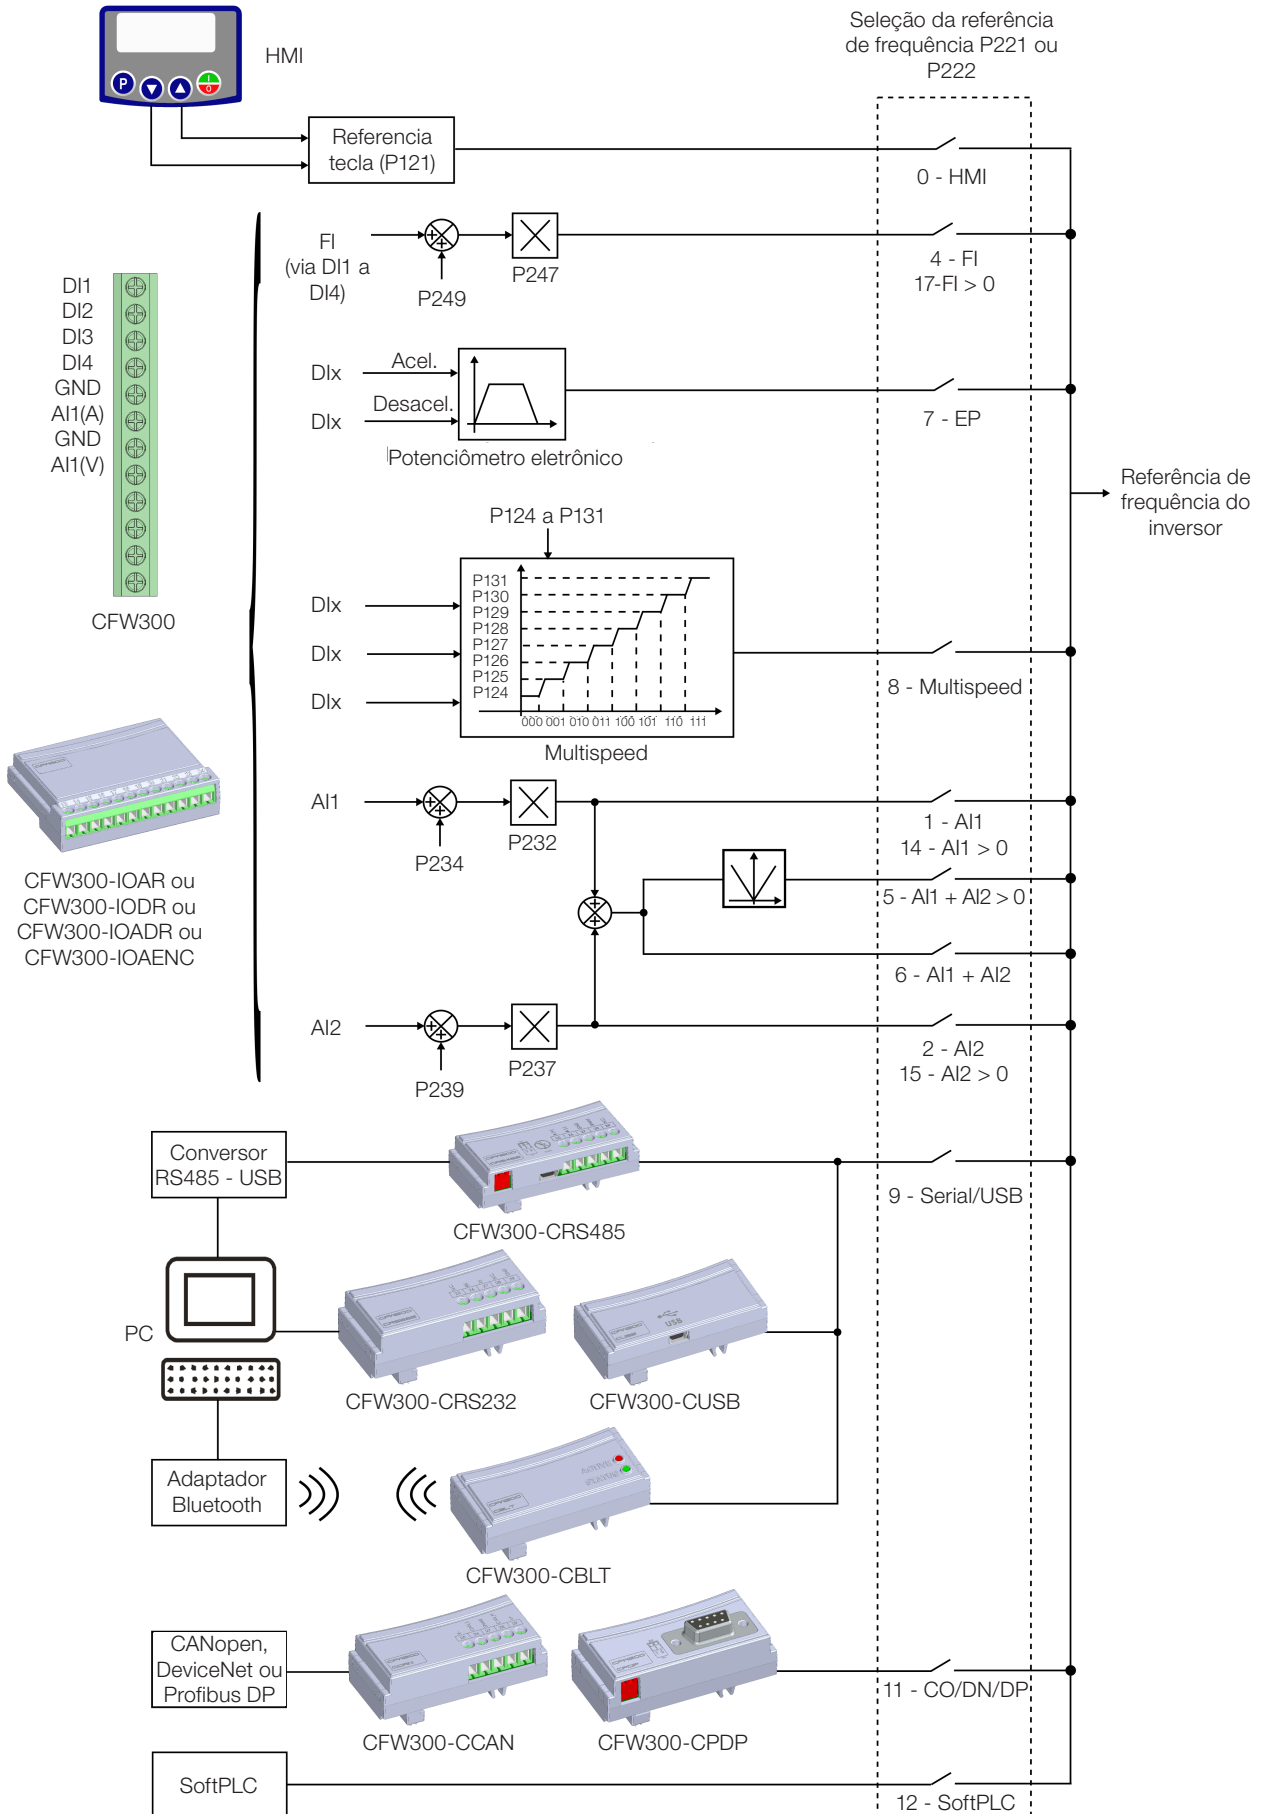 HMI
Seleção da referência
de frequência P221 ou
P222
P
I
0
Referencia
tecla (P121)
0 - HMI
FI
(via DI1 a
DI4)
P249
P247
4 - FI
17-FI > 0
DI1
DI2
DI3
DI4
GND
AI1(A)
GND
AI1(V)
CFW300
DIx
Acel.
DIx
Desacel.
Potenciômetro eletrônico
7 - EP
Referência de
frequência do
inversor
P124 a P131
DIx
DIx
DIx
P131
P130
P129
P128
P127
P126
P125
P124
000 001 010 011 100 101 110 111
Multispeed
8 - Multispeed
AI1
P234
P232
1 - AI1
14 - AI1 > 0
5 - AI1 + AI2 > 0
6 - AI1 + AI2
CFW300-IOAR ou
CFW300-IODR ou
CFW300-IOADR ou
CFW300-IOAENC
AI2
P239
P237
2 - AI2
15 - AI2 > 0
Conversor
RS485 - USB
CFW300-CRS485
9 - Serial/USB
PC
CFW300-CRS232
USB
CFW300-CUSB
Adaptador
Bluetooth
CFW300-CBLT
CANopen,
DeviceNet ou
Profibus DP
CFW300-CCAN
CFW300-CPDP
11 - CO/DN/DP
SoftPLC
12 - SoftPLC